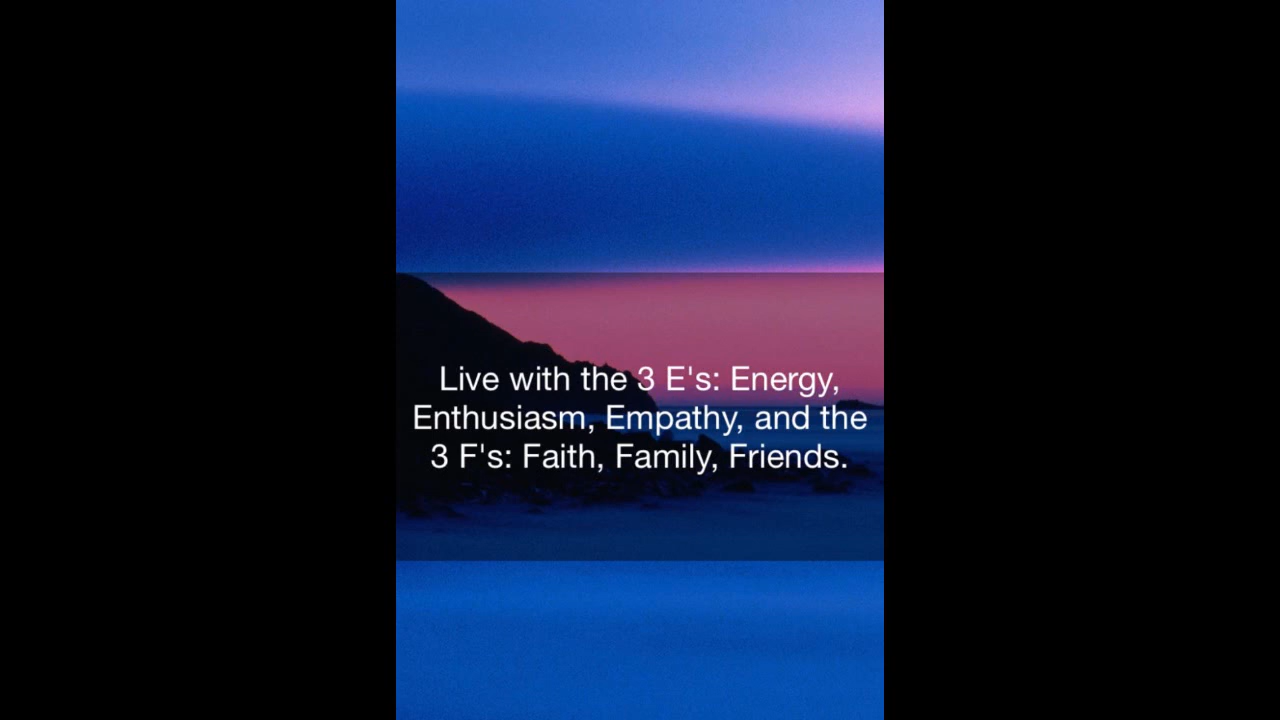 Live with the 3 E's: Energy,
Enthusiasm, Empathy, and the
3 F's: Faith, Family, Friends.